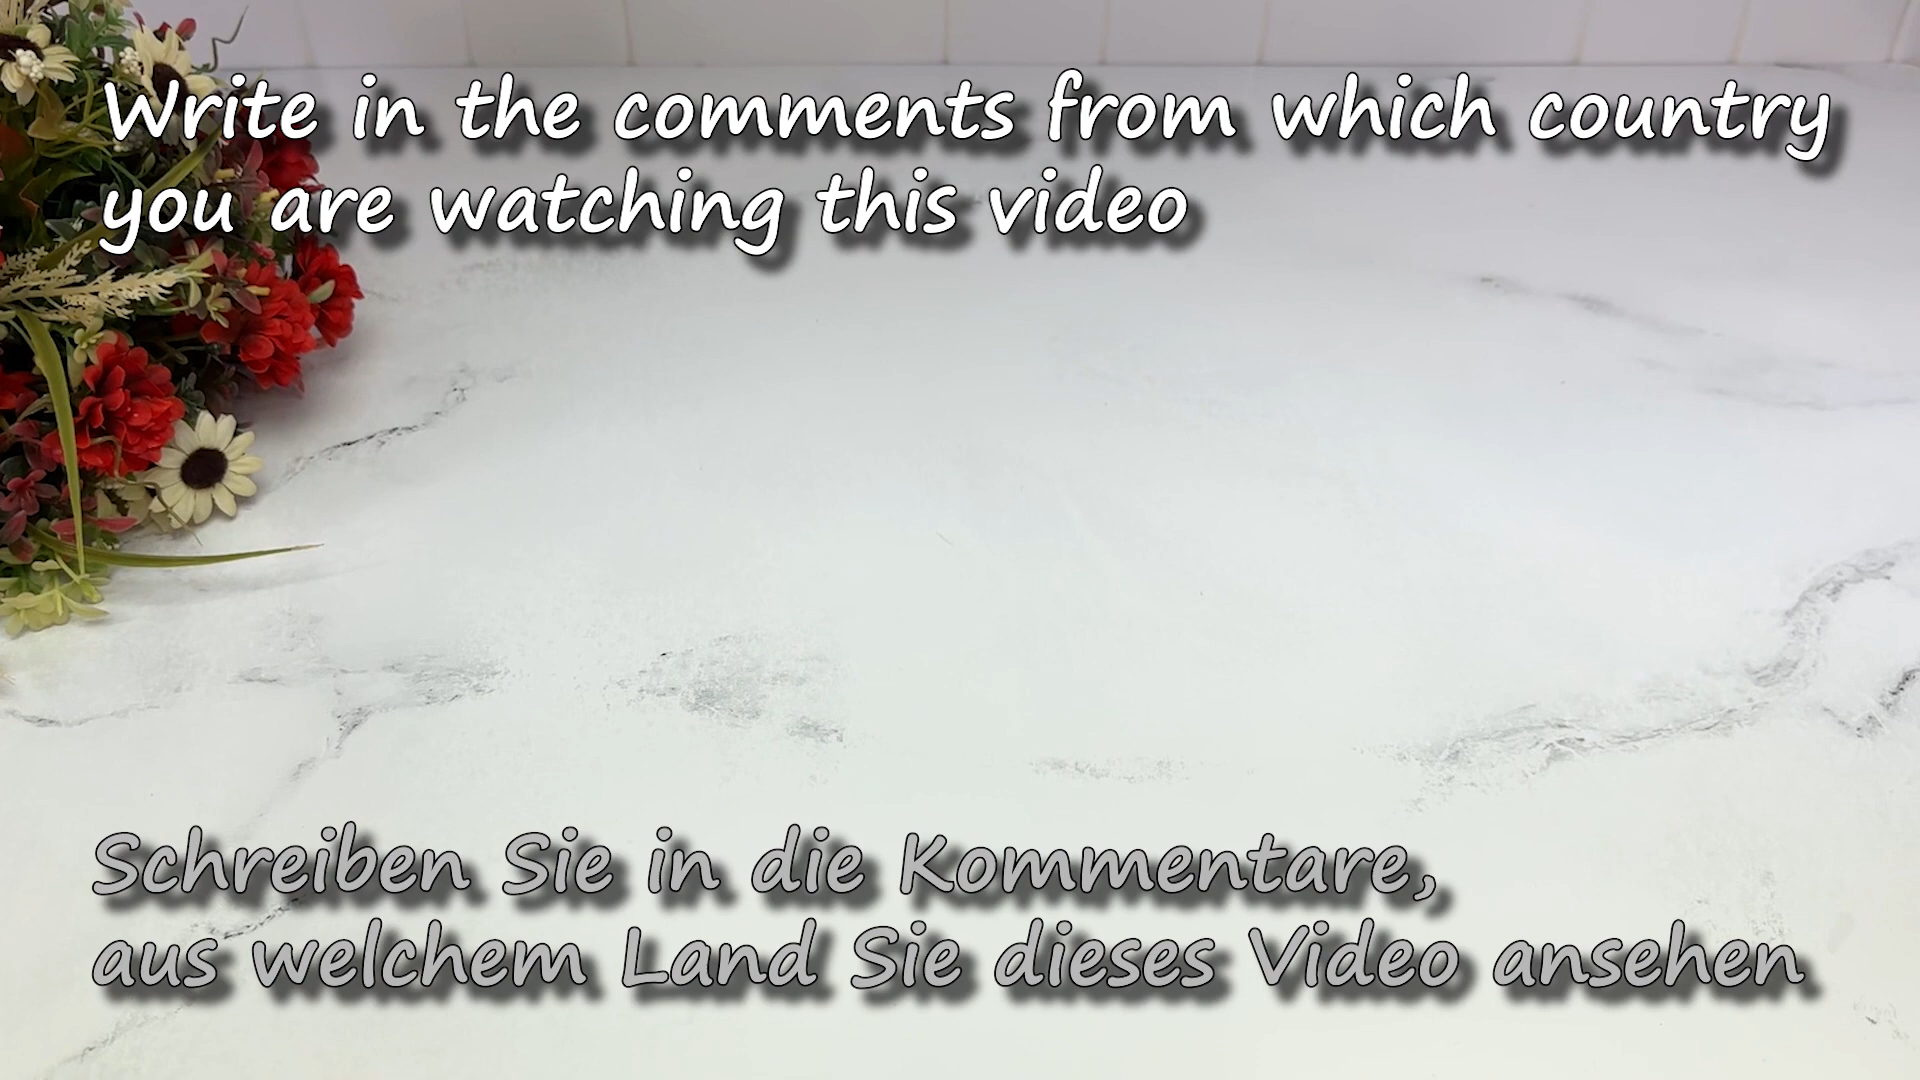 Write in the comments from which country
you are watching this video
Schreiben Sie in die Kommentare,
aus welchem Land Sie dieses Video ansehen